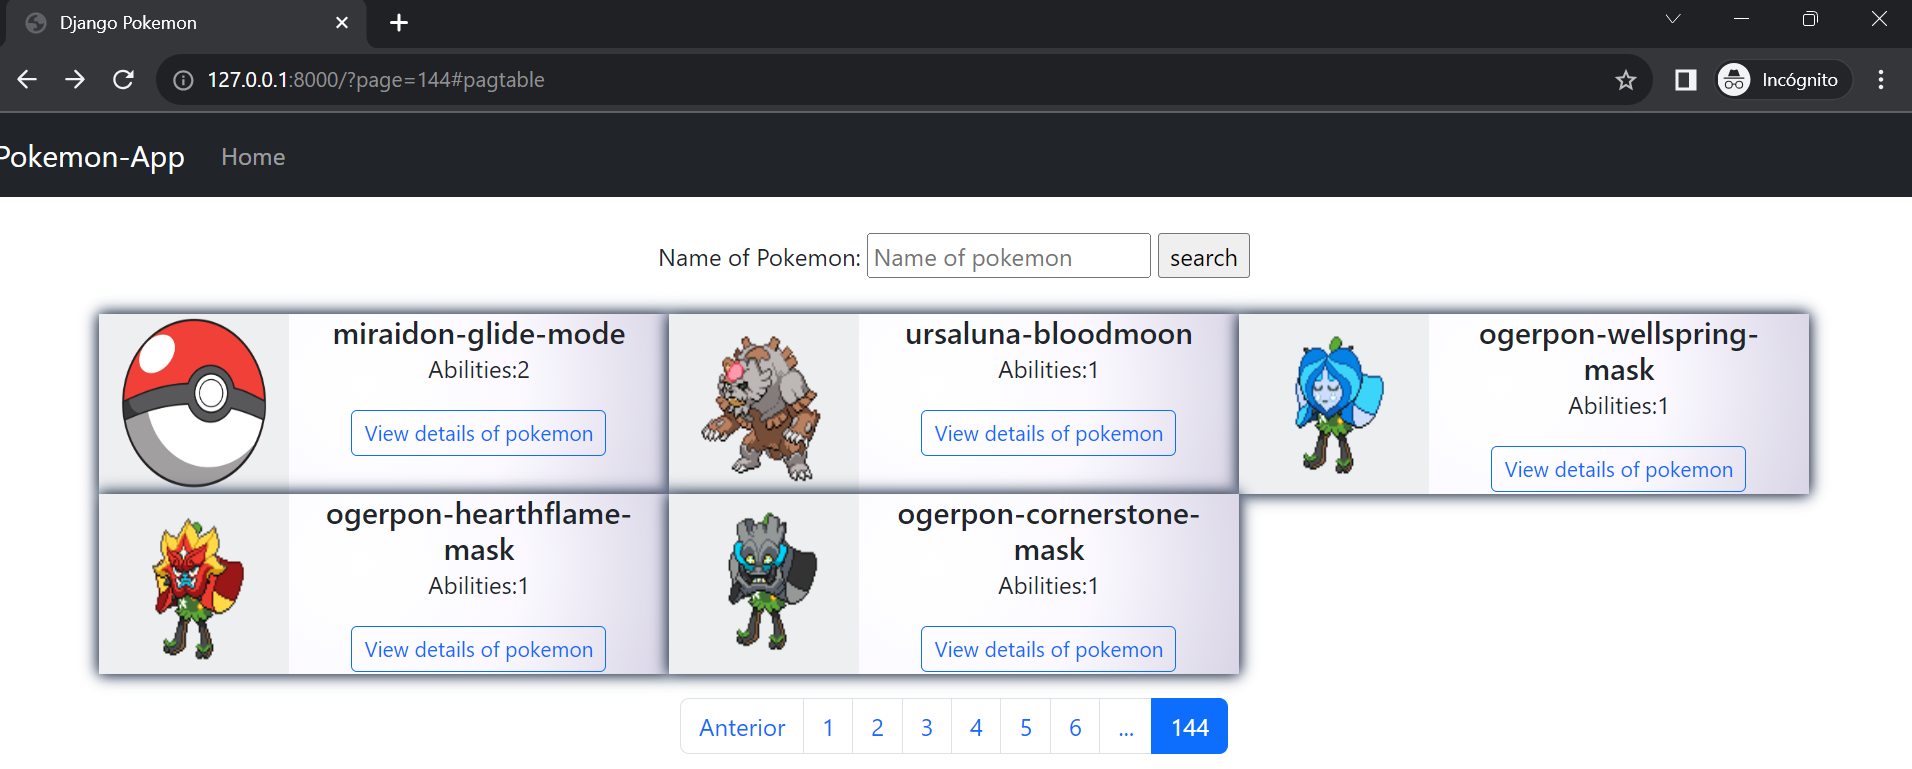 Django Pokemon
127.0.0.1:8000/?page=144#pagtable
Incógnito
Pokemon-App Home
Name of Pokemon: Name of pokemon search
miraidon-glide-mode
Abilities:2
View details of pokemon
ursaluna-bloodmoon
Abilities:1
View details of pokemon
ogerpon-wellspring-
mask
Abilities:1
View details of pokemon
ogerpon-hearthflame-
mask
Abilities:1
View details of pokemon
ogerpon-cornerstone-
mask
Abilities:1
View details of pokemon
Anterior 1 2 3 4 5 6 ... 144